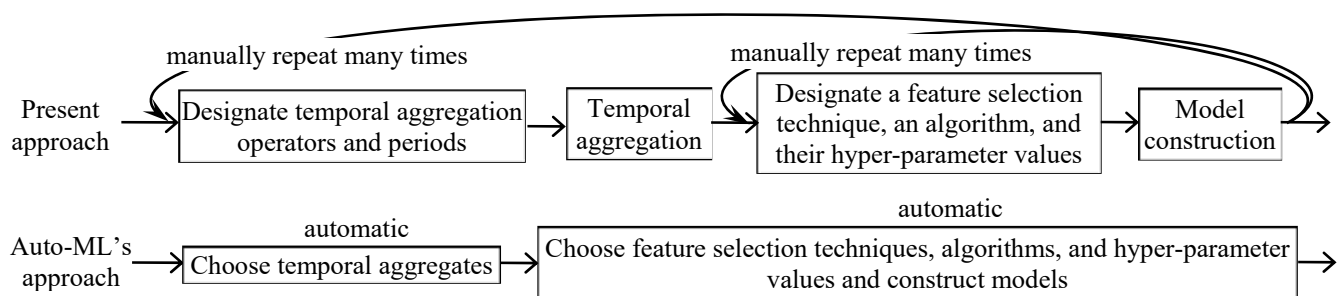 manually repeat many times
manually repeat many times
Present
approach
Designate temporal aggregation
operators and periods
Temporal
aggregation
Designate a feature selection
technique, an algorithm, and
their hyper-parameter values
Model
construction
automatic
automatic
Auto-ML’s
approach
Choose temporal aggregates
Choose feature selection techniques, algorithms, and hyper-parameter
values and construct models